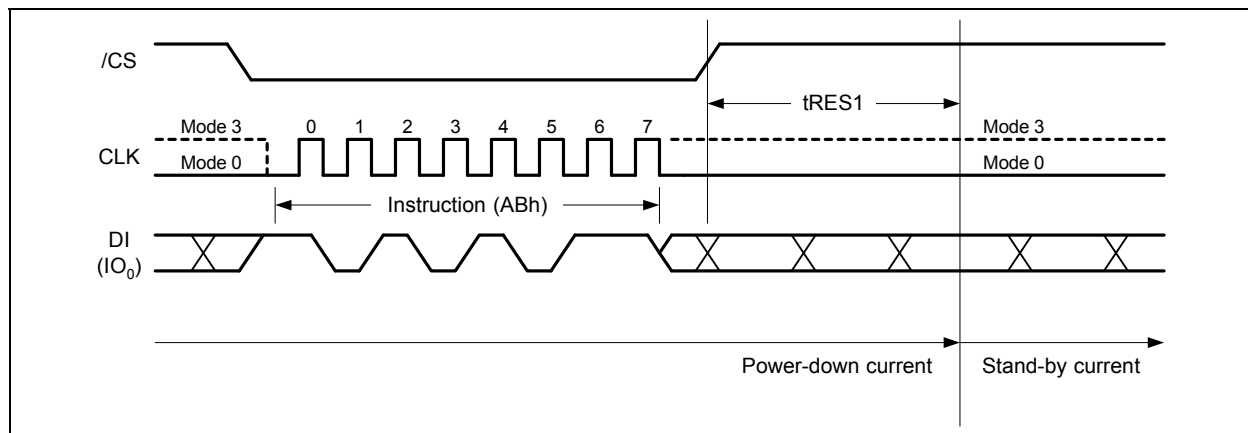 /CS
tRES1
Mode 3 0 1 2 3 4 5 6 7 Mode 3
CLK
Mode 0 Mode 0
Instruction (ABh)
DI
(IO₀)
Power-down current Stand-by current